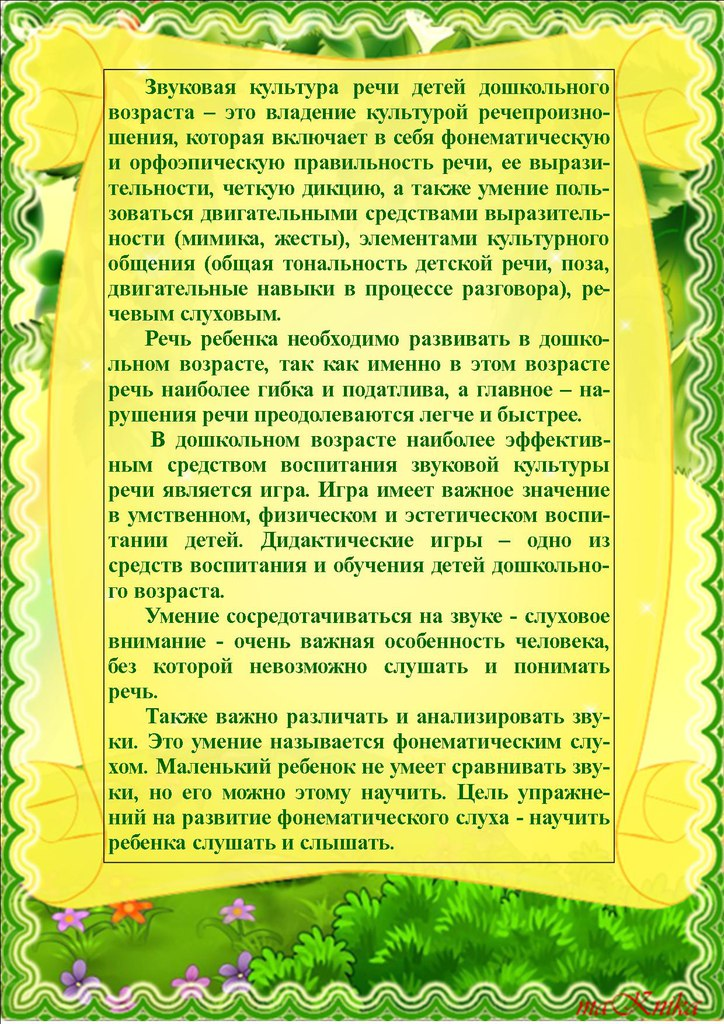 Звуковая культура речи детей дошкольного
возраста – это владение культурой речепроизно-
шения, которая включает в себя фонематическую
и орфоэпическую правильность речи, ее вырази-
тельности, четкую дикцию, а также умение поль-
зоваться двигательными средствами выразитель-
ности (мимика, жесты), элементами культурного
общения (общая тональность детской речи, поза,
двигательные навыки в процессе разговора), ре-
чевым слуховым.
Речь ребенка необходимо развивать в дошко-
льном возрасте, так как именно в этом возрасте
речь наиболее гибка и податлива, а главное – на-
рушения речи преодолеваются легче и быстрее.
В дошкольном возрасте наиболее эффектив-
ным средством воспитания звуковой культуры
речи является игра. Игра имеет важное значение
в умственном, физическом и эстетическом воспи-
тании детей. Дидактические игры – одно из
средств воспитания и обучения детей дошкольно-
го возраста.
Умение сосредотачиваться на звуке - слуховое
внимание - очень важная особенность человека,
без которой невозможно слушать и понимать
речь.
Также важно различать и анализировать зву-
ки. Это умение называется фонематическим слу-
хом. Маленький ребенок не умеет сравнивать зву-
ки, но его можно этому научить. Цель упражне-
ний на развитие фонематического слуха - научить
ребенка слушать и слышать.